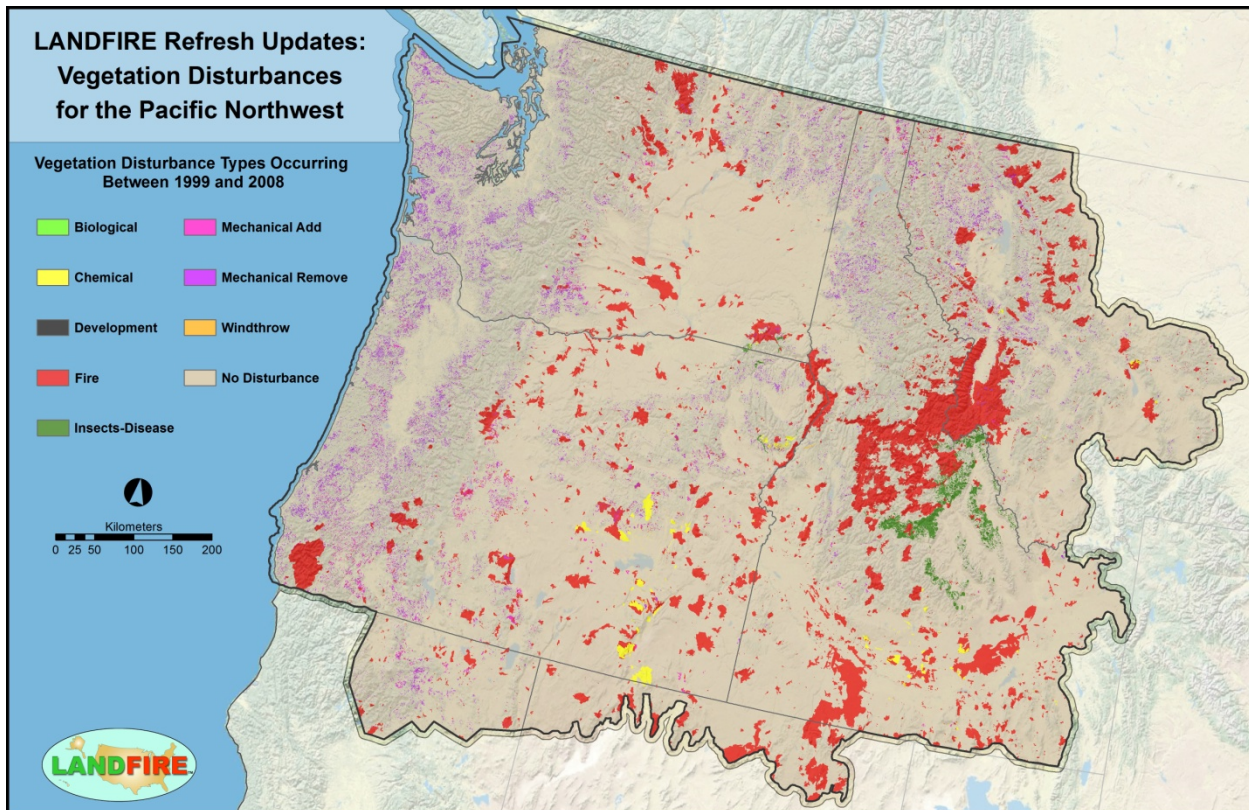 LANDFIRE Refresh Updates:
Vegetation Disturbances
for the Pacific Northwest
Vegetation Disturbance Types Occurring
Between 1999 and 2008
Biological
Mechanical Add
Chemical
Mechanical Remove
Development
Windthrow
Fire
No Disturbance
Insects-Disease
Kilometers
0 25 50 100 150 200
LANDFIRE